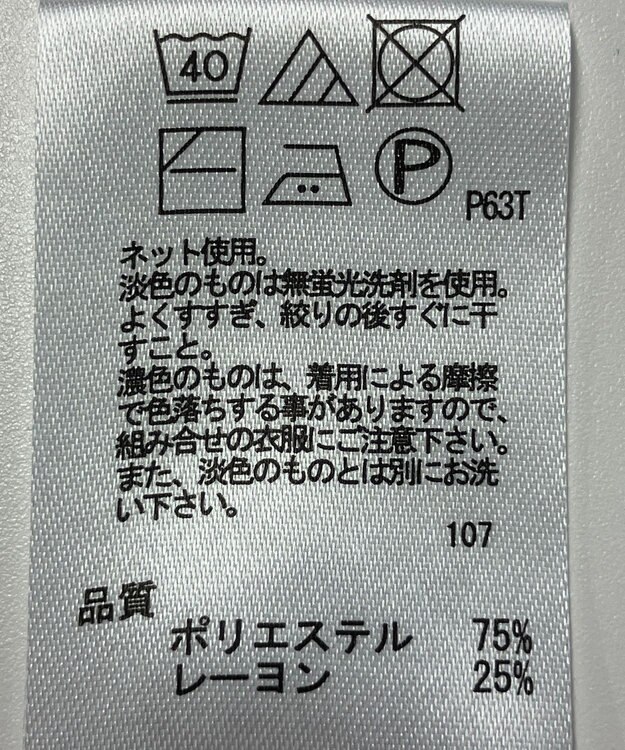 40
P
P63T
ネット使用。
淡色のものは無蛍光洗剤を使用。
よくすすぎ、絞りの後すぐに干
すこと。
濃色のものは、着用による摩擦
で色落ちする事がありますので、
組み合せの衣服にご注意下さい。
また、淡色のものとは別にお洗
い下さい。
107
品質
ポリエステル 75%
レーヨン 25%